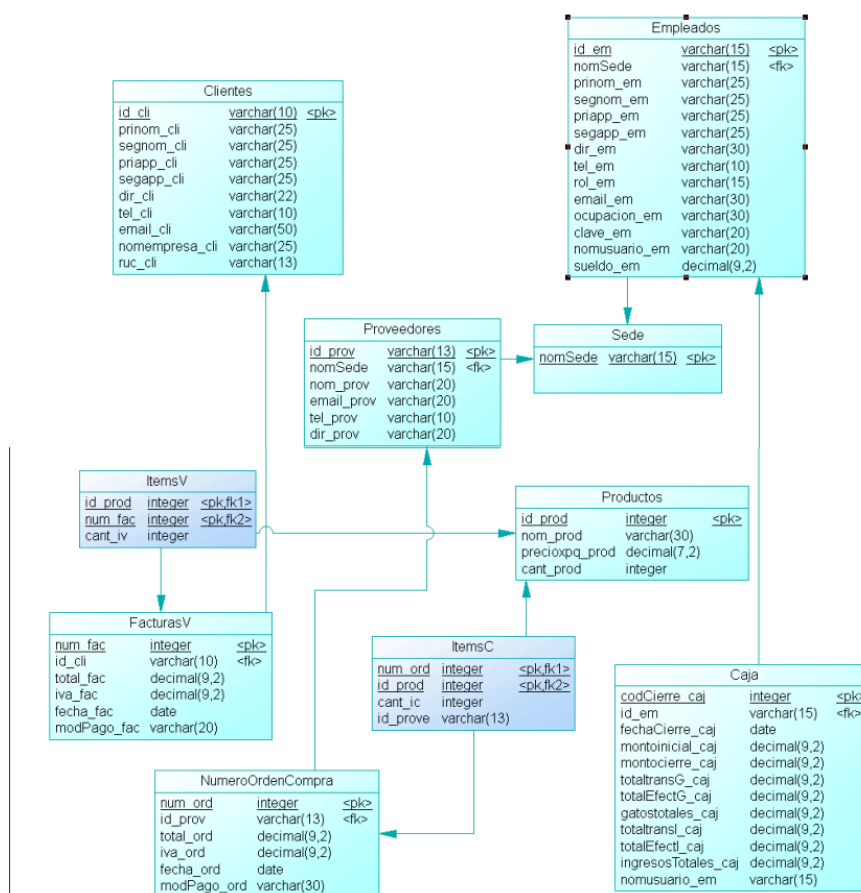 Empleados
id_em varchar(15) <pk>
nomSede varchar(15) <fk>
prinom_em varchar(25)
segnom_em varchar(25)
priapp_em varchar(25)
segapp_em varchar(25)
dir_em varchar(30)
tel_em varchar(10)
rol_em varchar(15)
email_em varchar(30)
ocupacion_em varchar(30)
clave_em varchar(20)
nomusuario_em varchar(20)
sueldo_em decimal(9,2)
Clientes
id_cli varchar(10) <pk>
prinom_cli varchar(25)
segnom_cli varchar(25)
priapp_cli varchar(25)
segapp_cli varchar(25)
dir_cli varchar(22)
tel_cli varchar(10)
email_cli varchar(50)
nomempresa_cli varchar(25)
ruc_cli varchar(13)
Proveedores
id_prov varchar(13) <pk>
nomSede varchar(15) <fk>
nom_prov varchar(20)
email_prov varchar(20)
tel_prov varchar(10)
dir_prov varchar(20)
Sede
nomSede varchar(15) <pk>
ItemsV
id_prod integer <pk,fk1>
num_fac integer <pk,fk2>
cant_iv integer
Productos
id_prod integer <pk>
nom_prod varchar(30)
precioxpq_prod decimal(7,2)
cant_prod integer
FacturasV
num_fac integer <pk>
id_cli varchar(10) <fk>
total_fac decimal(9,2)
iva_fac decimal(9,2)
fecha_fac date
modPago_fac varchar(20)
ItemsC
num_ord integer <pk,fk1>
id_prod integer <pk,fk2>
cant_ic integer
id_prove varchar(13)
Caja
codCierre_caj integer <pk>
id_em varchar(15) <fk>
fechaCierre_caj date
montoinicial_caj decimal(9,2)
montocierre_caj decimal(9,2)
totaltransG_caj decimal(9,2)
totalEfectG_caj decimal(9,2)
gatostotales_caj decimal(9,2)
totaltransI_caj decimal(9,2)
totalEfectI_caj decimal(9,2)
ingresosTotales_caj decimal(9,2)
nomusuario_em varchar(15)
NumeroOrdenCompra
num_ord integer <pk>
id_prov varchar(13) <fk>
total_ord decimal(9,2)
iva_ord decimal(9,2)
fecha_ord date
modPago_ord varchar(30)